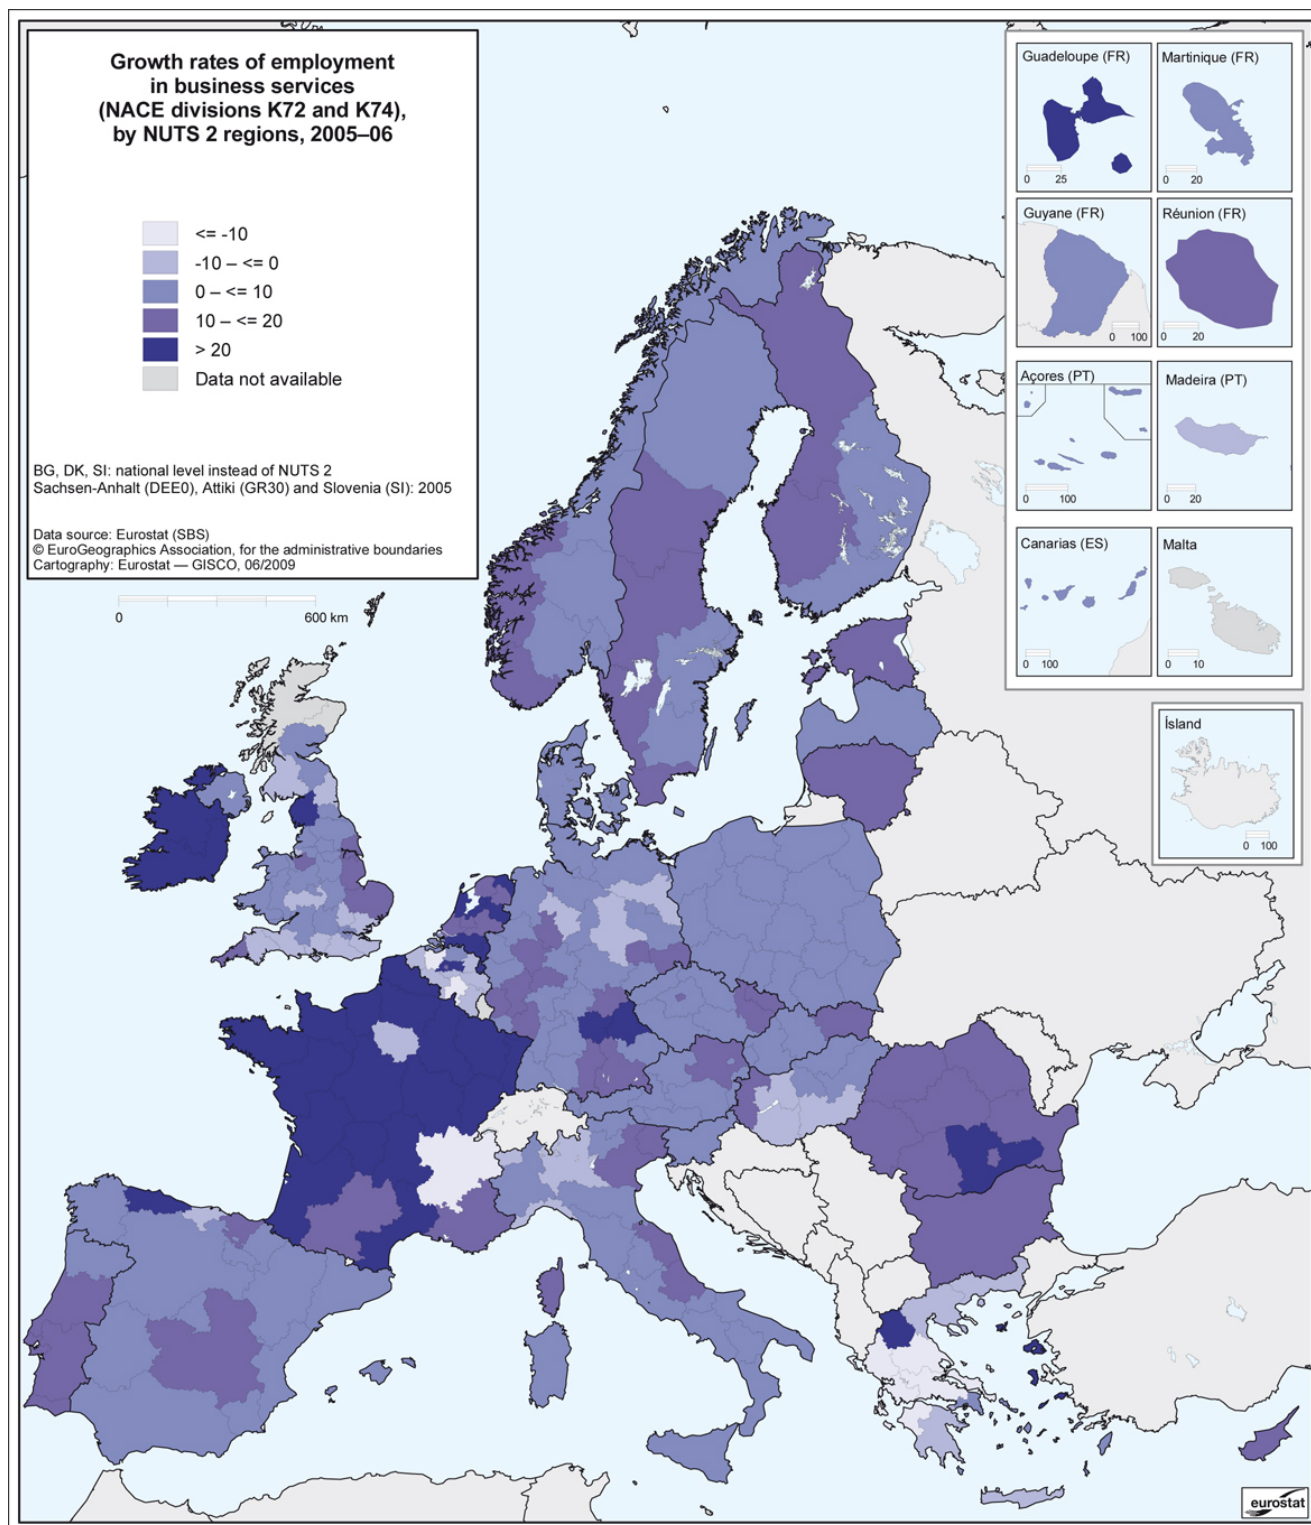 Growth rates of employment
in business services
(NACE divisions K72 and K74),
by NUTS 2 regions, 2005–06
<= -10
-10 – <= 0
0 – <= 10
10 – <= 20
> 20
Data not available
BG, DK, SI: national level instead of NUTS 2
Sachsen-Anhalt (DEE0), Attiki (GR30) and Slovenia (SI): 2005
Data source: Eurostat (SBS)
© EuroGeographics Association, for the administrative boundaries
Cartography: Eurostat — GISCO, 06/2009
0 600 km
Guadeloupe (FR)
0 25
Martinique (FR)
0 20
Guyane (FR)
0 100
Réunion (FR)
0 20
Açores (PT)
0 100
Madeira (PT)
0 20
Canarias (ES)
0 100
Malta
0 10
Ísland
0 100
eurostat